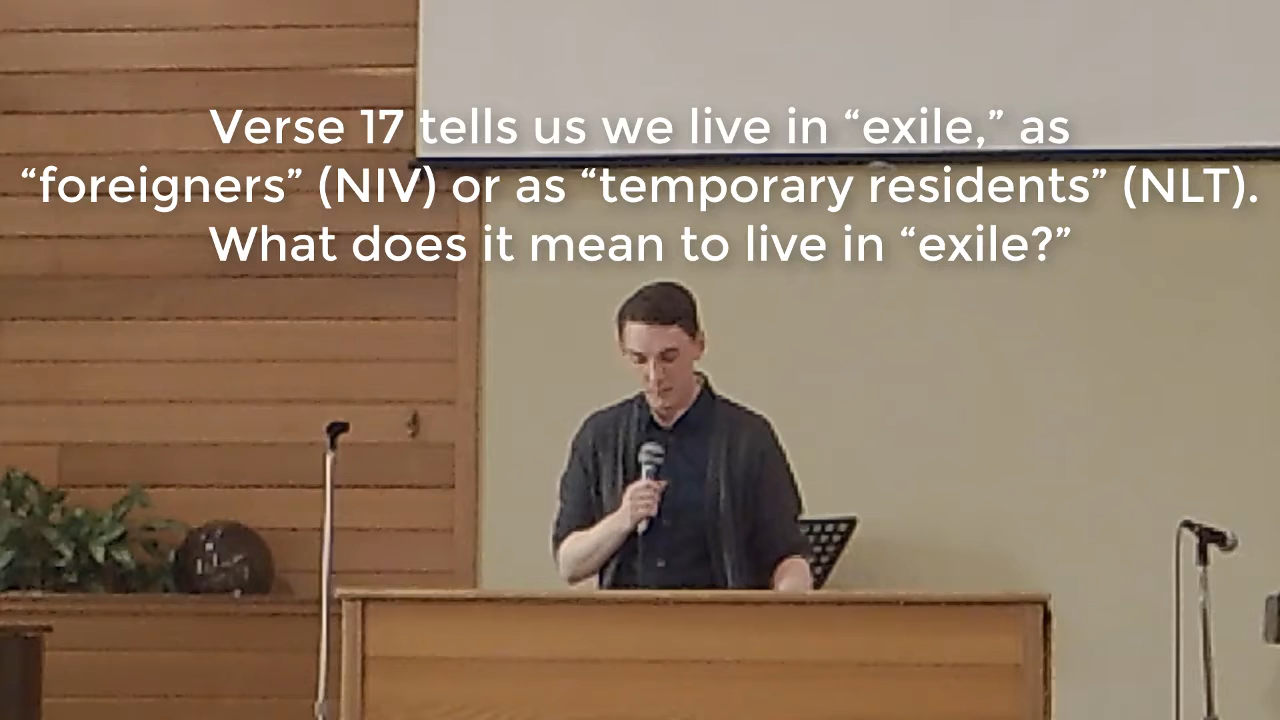 Verse 17 tells us we live in “exile,” as
“foreigners” (NIV) or as “temporary residents” (NLT).
What does it mean to live in “exile?”